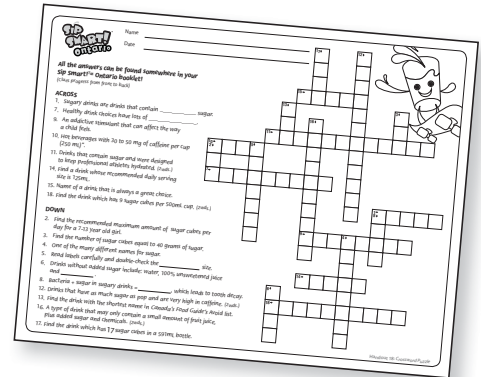 Sip
Smart!
Ontario
Name
Date
All the answers can be found somewhere in your
Sip Smart!™ Ontario booklet!
ACROSS
1. Sugary drinks are drinks that contain ____________ sugar.
7. Healthy drink choices have lots of ____________.
9. An addictive stimulant that can affect the way
a child feels.
10. Hot beverages with 30 to 50 mg of caffeine per cup
(250 mL)
11. Drinks that contain sugar and were designed
to keep professional athletes hydrated. (2wds.)
14. Find a drink whose recommended daily serving
size is 125mL.
15. Name of a drink that is always a great choice.
18. Find the drink which has 9 sugar cubes per 500mL cup. (2wds.)
DOWN
2. Find the recommended maximum amount of sugar cubes per
day for a 7-13 year old girl.
3. Find the number of sugar cubes equal to 40 grams of sugar.
4. One of the many different names for sugar.
5. Read labels carefully and double-check the ____________ size.
6. Drinks without added sugar include: water, 100% unsweetened juice
and ____________.
8. Bacteria + sugar in sugary drinks = ____________, which leads to tooth decay.
12. Drinks that have as much sugar as pop and are very high in caffeine. (2wds.)
13. Find the drink with the shortest name in Canada's Food Guide's Avoid list.
16. A type of drink that may only contain a small amount of fruit juice,
plus added sugar and chemicals. (2wds.)
17. Find the drink which has 17 sugar cubes in a 591mL bottle.